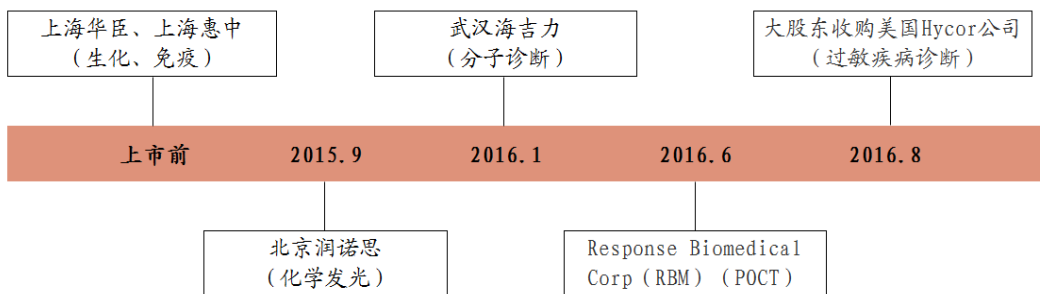 上海华臣、上海惠中
（生化、免疫）
武汉海吉力
（分子诊断）
大股东收购美国Hycor公司
（过敏疾病诊断）
上市前
2015.9
2016.1
2016.6
2016.8
北京润诺思
（化学发光）
Response Biomedical
Corp（RBM）（POCT）